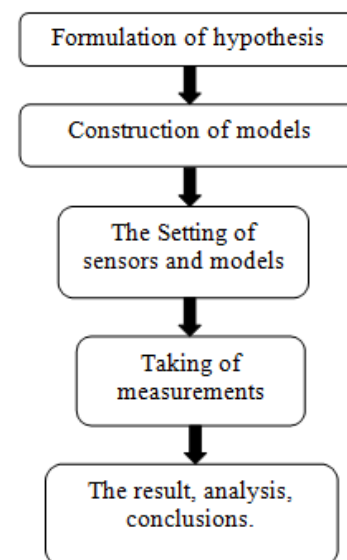 Formulation of hypothesis
Construction of models
The Setting of
sensors and models
Taking of
measurements
The result, analysis,
conclusions.